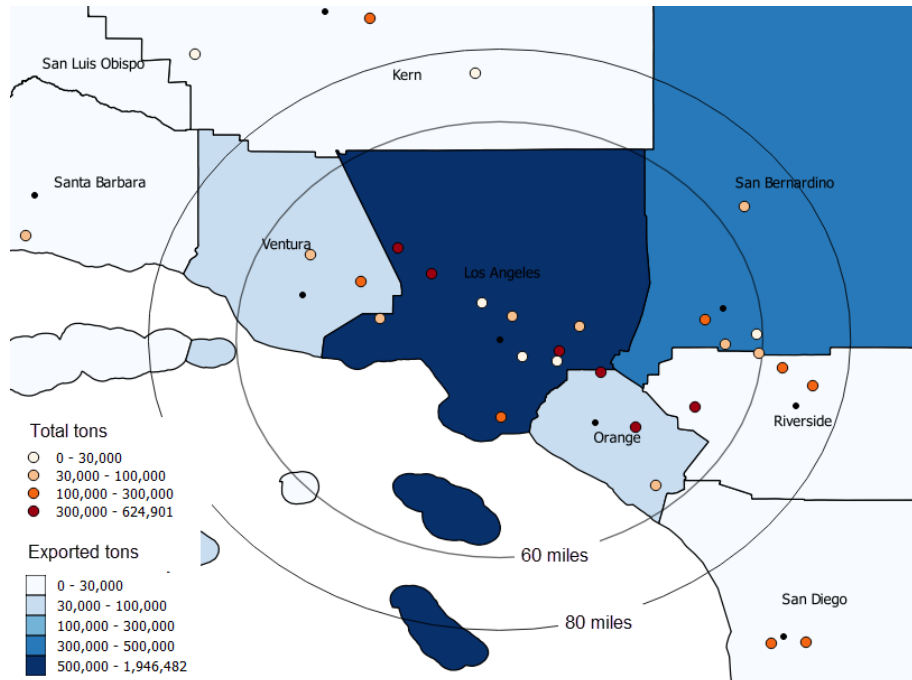 San Luis Obispo
Kern
Santa Barbara
San Bernardino
Ventura
Los Angeles
Riverside
Orange
60 miles
80 miles
San Diego
Total tons
0 - 30,000
30,000 - 100,000
100,000 - 300,000
300,000 - 624,901
Exported tons
0 - 30,000
30,000 - 100,000
100,000 - 300,000
300,000 - 500,000
500,000 - 1,946,482